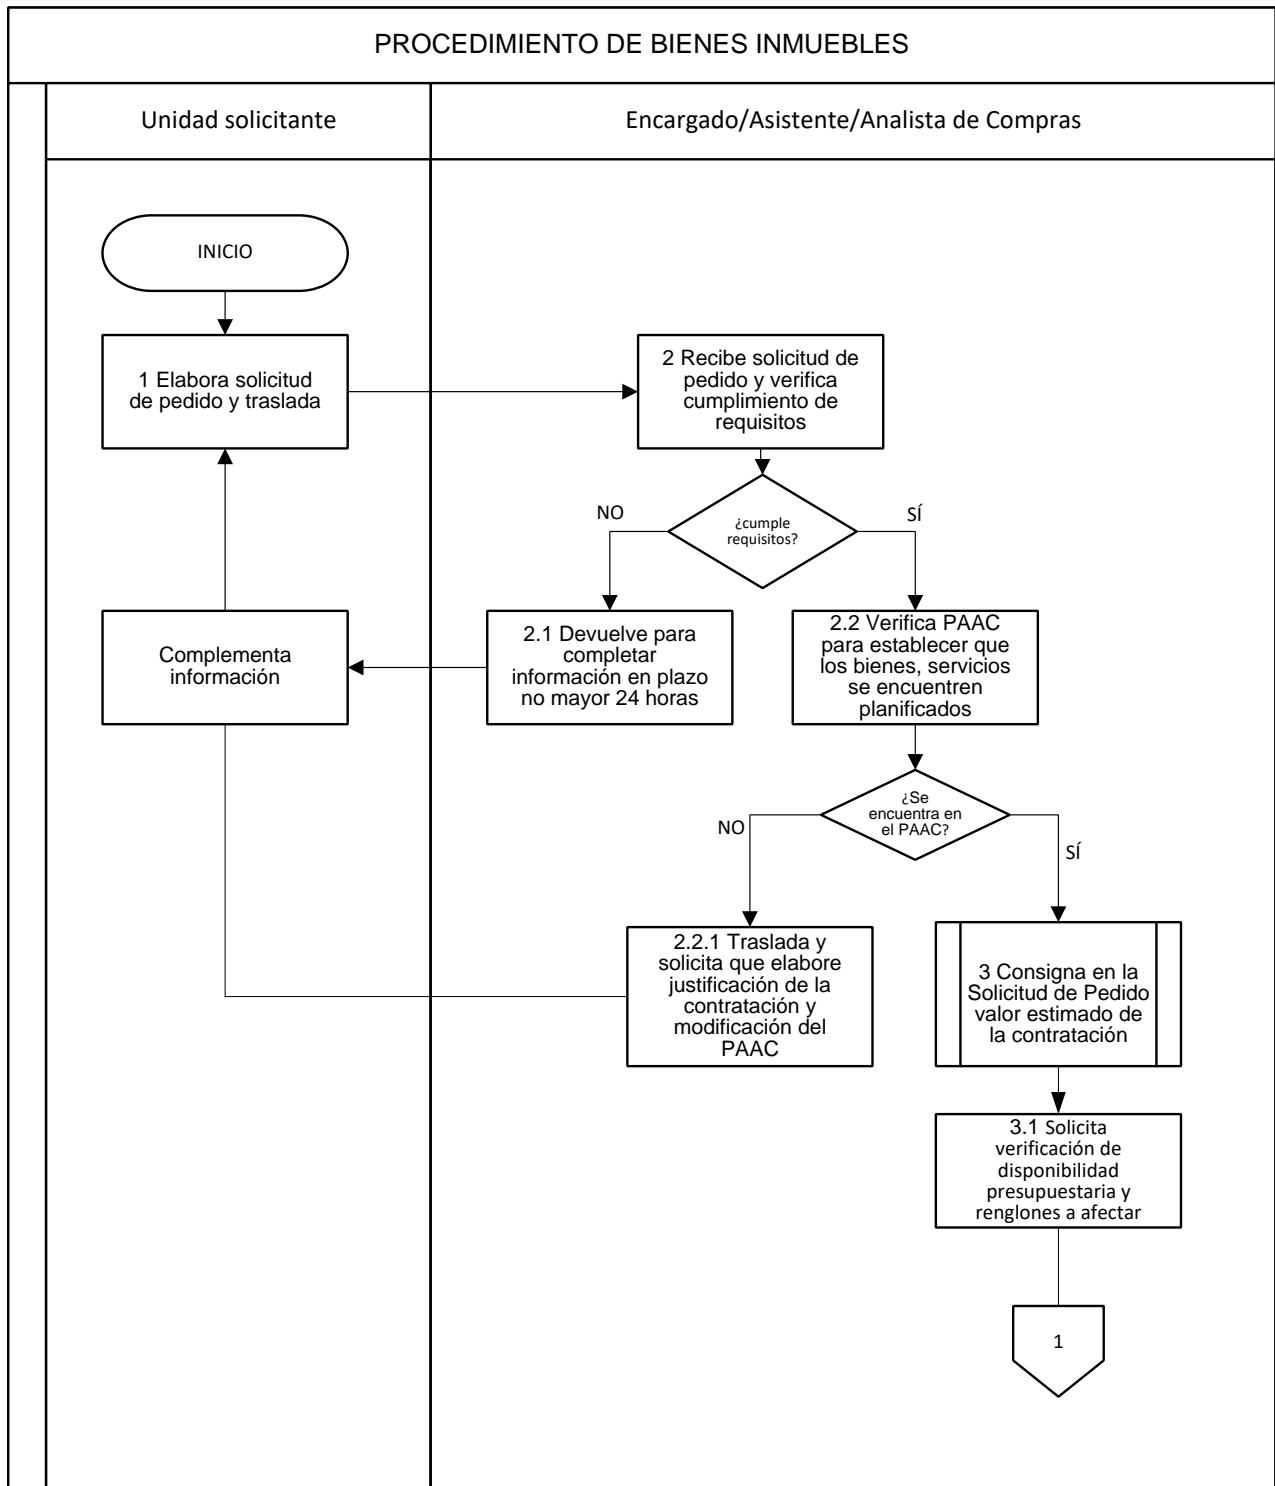 PROCEDIMIENTO DE BIENES INMUEBLES
Unidad solicitante
Encargado/Asistente/Analista de Compras
INICIO
1 Elabora solicitud
de pedido y traslada
2 Recibe solicitud de
pedido y verifica
cumplimiento de
requisitos
¿cumple
requisitos?
NO
SÍ
Complementa
información
2.1 Devuelve para
completar
información en plazo
no mayor 24 horas
2.2 Verifica PAAC
para establecer que
los bienes, servicios
se encuentren
planificados
¿Se
encuentra en
el PAAC?
NO
SÍ
2.2.1 Traslada y
solicita que elabore
justificación de la
contratación y
modificación del
PAAC
3 Consigna en la
Solicitud de Pedido
valor estimado de
la contratación
3.1 Solicita
verificación de
disponibilidad
presupuestaria y
renglones a afectar
1